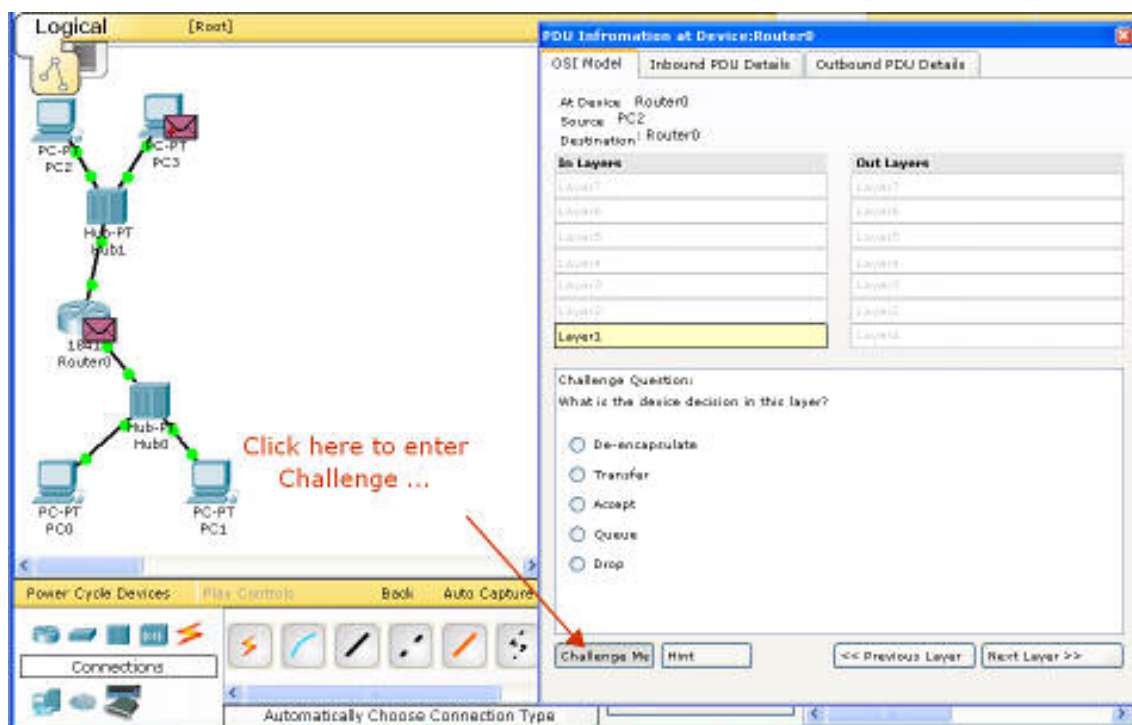 Logical
[Root]
PC-PT
PC2
PC-PT
PC3
Hub-PT
Hub1
1841
Router0
Hub-PT
Hub0
PC-PT
PC0
PC-PT
PC1
Click here to enter
Challenge ...
Power Cycle Devices
Play Controls
Back
Auto Capture
Connections
Automatically Choose Connection Type
PDU Infromation at Device:Router0
OSI Model
Inbound PDU Details
Outbound PDU Details
At Device Router0
Source PC2
Destination: Router0
In Layers
Out Layers
Layer7
Layer7
Layer6
Layer6
Layer5
Layer5
Layer4
Layer4
Layer3
Layer3
Layer2
Layer2
Layer1
Layer1
Challenge Question:
What is the device decision in this layer?
De-encapsulate
Transfer
Accept
Queue
Drop
Challenge Me
Hint
<< Previous Layer
Next Layer >>